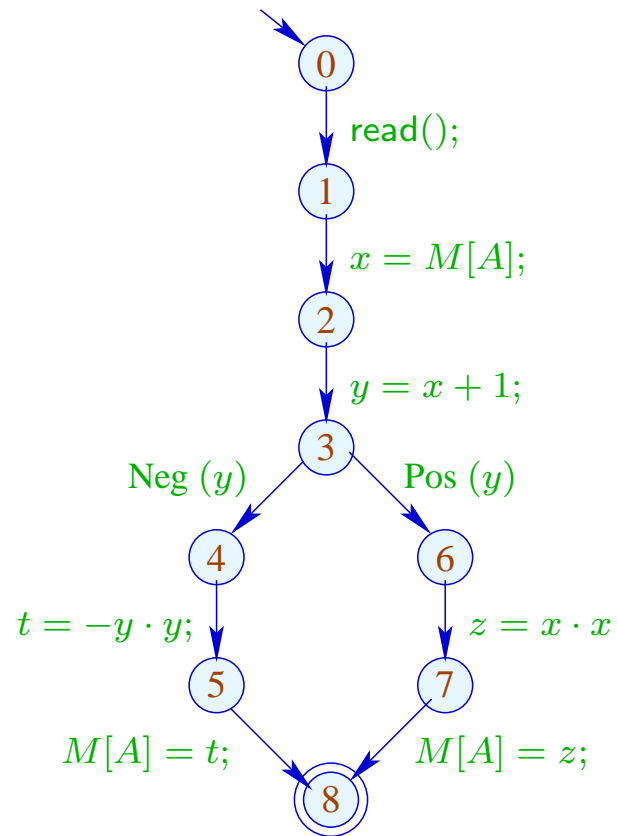 0
read();
1
x = M[A];
2
y = x + 1;
3
Neg (y) Pos (y)
4 6
t = −y · y; z = x · x
5 7
M[A] = t; M[A] = z;
8